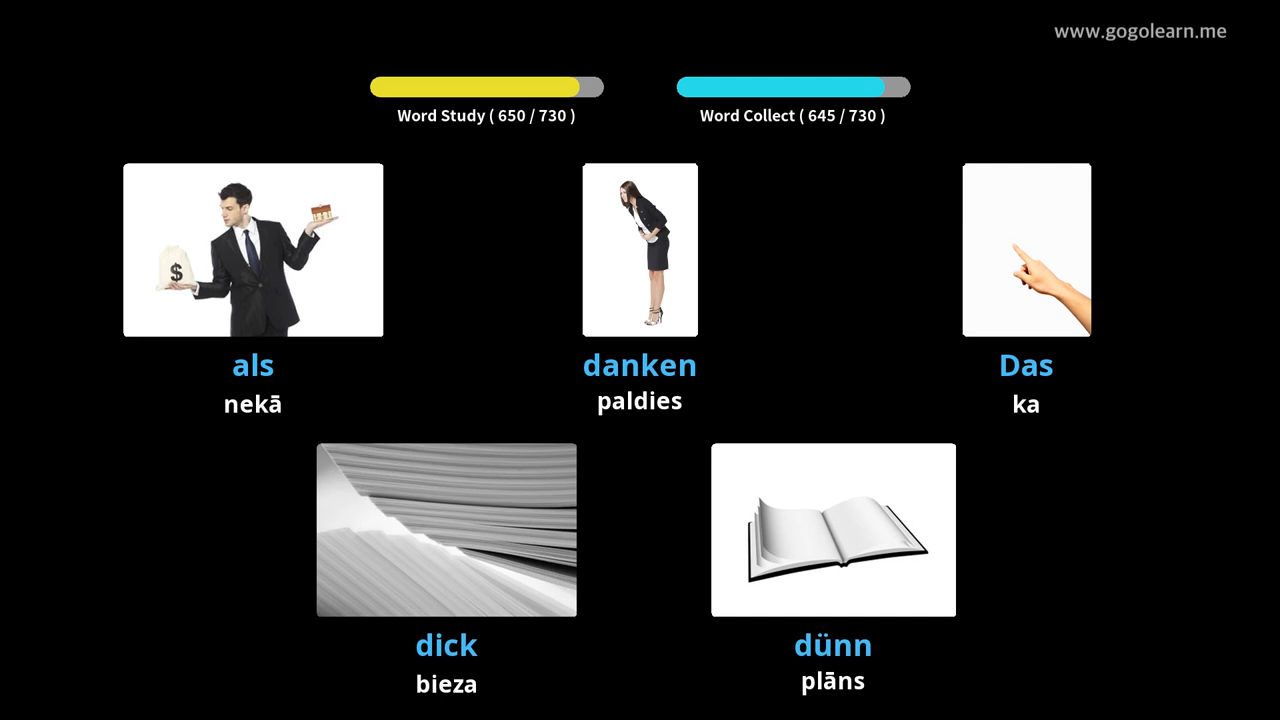 www.gogolearn.me
Word Study ( 650 / 730 )
Word Collect ( 645 / 730 )
$
als
nekā
danken
paldies
Das
ka
dick
bieza
dünn
plāns